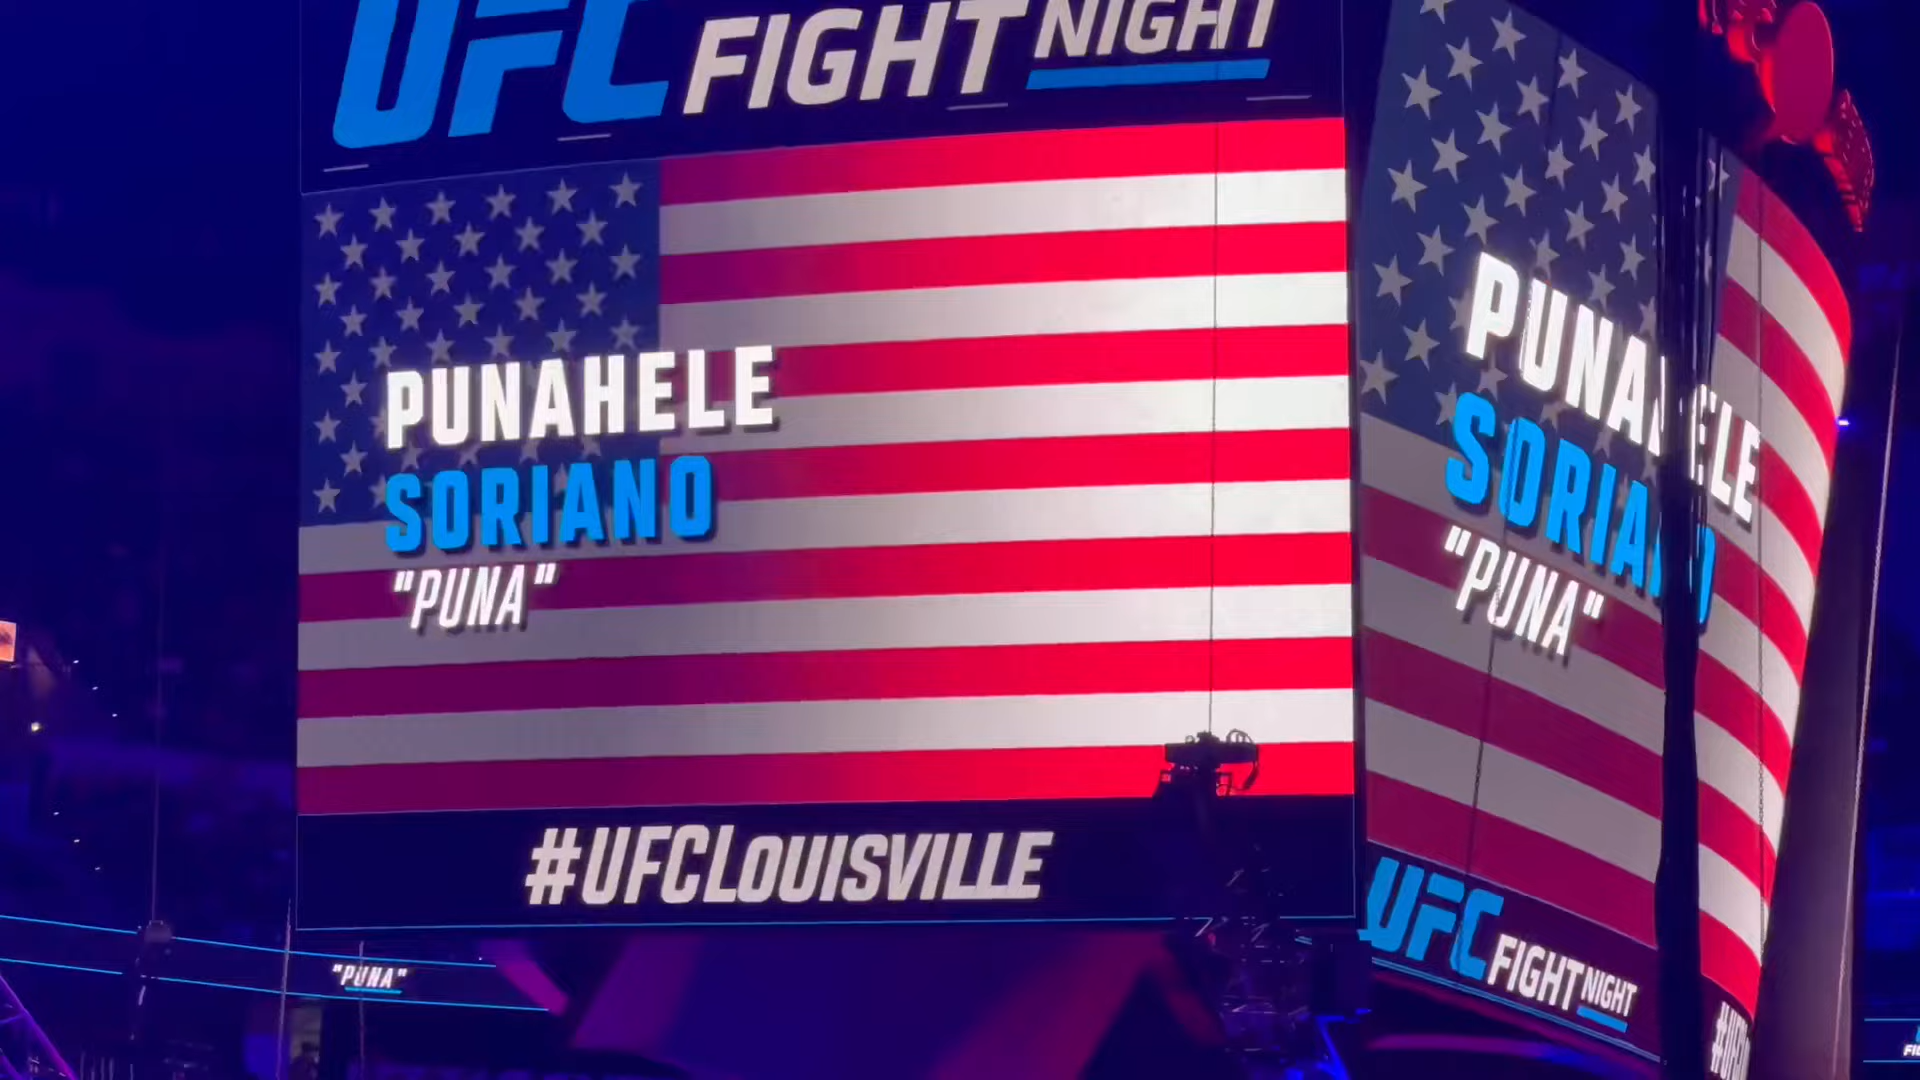 UFC FIGHT NIGHT
PUNAHELE
SORIANO
"PUNA"
#UFCLOUISVILLE
PUNAHELE
SORIANO
"PUNA"
UFC FIGHT NIGHT
"PUNA"